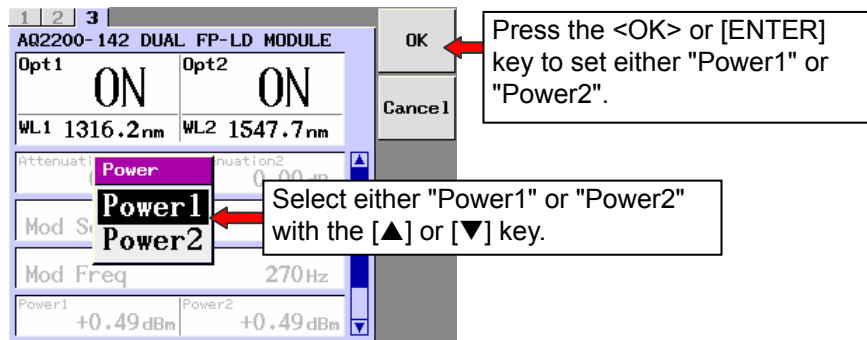 1 2 3
AQ2200-142 DUAL FP-LD MODULE
Opt1 ON Opt2 ON
WL1 1316.2nm WL2 1547.7nm
OK
Cancel
Press the <OK> or [ENTER]
key to set either "Power1" or
"Power2".
Power
Power1
Power2
Select either "Power1" or "Power2"
with the [▲] or [▼] key.
Mod Freq 270Hz
Power1 Power2
+0.49dBm +0.49dBm